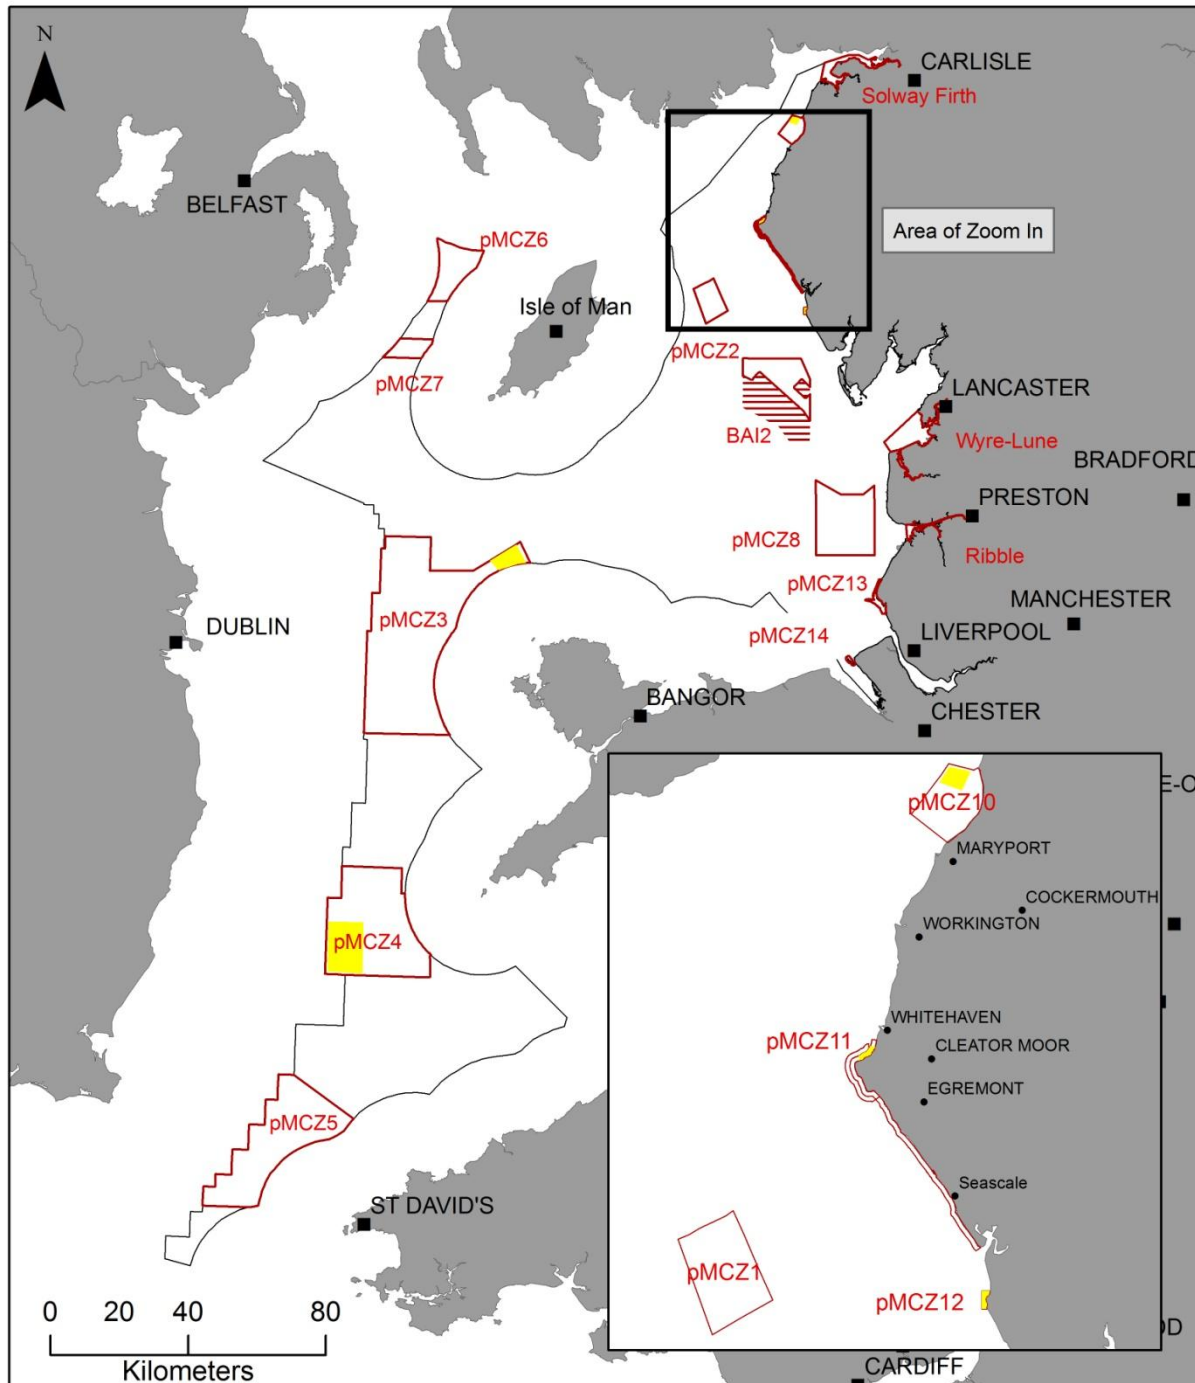 N
CARLISLE
Solway Firth
BELFAST
Area of Zoom In
pMCZ6
Isle of Man
pMCZ2
pMCZ7
LANCASTER
BAI2
Wyre-Lune
BRADFORD
PRESTON
pMCZ8
Ribble
pMCZ13
pMCZ3
MANCHESTER
DUBLIN
pMCZ14
LIVERPOOL
BANGOR
CHESTER
pMCZ10
MARYPORT
COCKERMOUTH
WORKINGTON
pMCZ4
WHITEHAVEN
pMCZ11
CLEATOR MOOR
EGREMONT
pMCZ5
Seascale
ST DAVID'S
pMCZ1
pMCZ12
0 20 40 80
Kilometers
CARDIFF